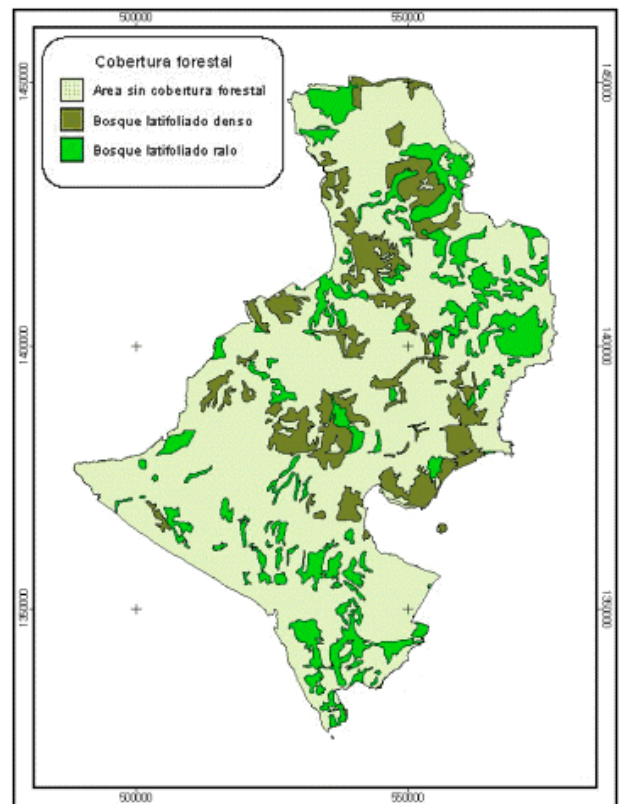 500000 550000
Cobertura forestal
Area sin cobertura forestal
Bosque latifoliado denso
Bosque latifoliado ralo
1450000 1450000
1400000 1400000
1350000 1350000
500000 550000